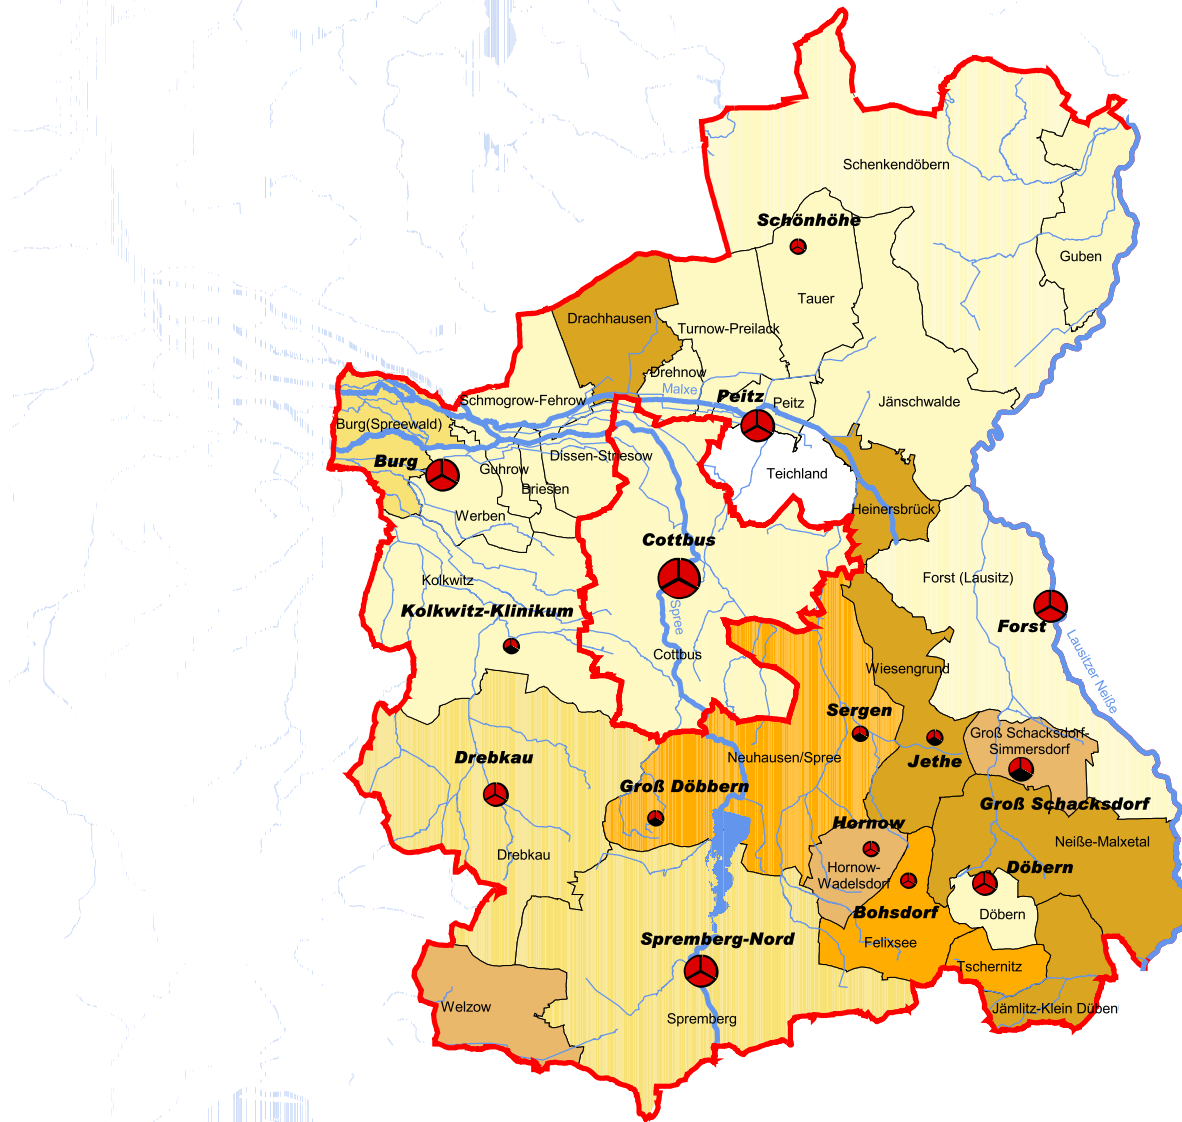 Schenkendöbern
Schönhöhe
Guben
Tauer
Drachhausen
Turnow-Preilack
Drehnow
Malxe
Peitz
Peitz
Schmogrow-Fehrow
Jänschwalde
Burg(Spreewald)
Burg
Guhrow
Dissen-Striesow
Briesen
Teichland
Werben
Heinersbrück
Cottbus
Kolkwitz
Forst (Lausitz)
Kolkwitz-Klinikum
Spree
Forst
Cottbus
Lausitzer Neiße
Wiesengrund
Sergen
Groß Schacksdorf-
Simmersdorf
Drebkau
Neuhausen/Spree
Jethe
Groß Döbbern
Groß Schacksdorf
Hornow
Neiße-Malxetal
Drebkau
Hornow-
Wadelsdorf
Döbern
Bohsdorf
Döbern
Spremberg-Nord
Felixsee
Tschernitz
Welzow
Spremberg
Jämlitz-Klein Düben